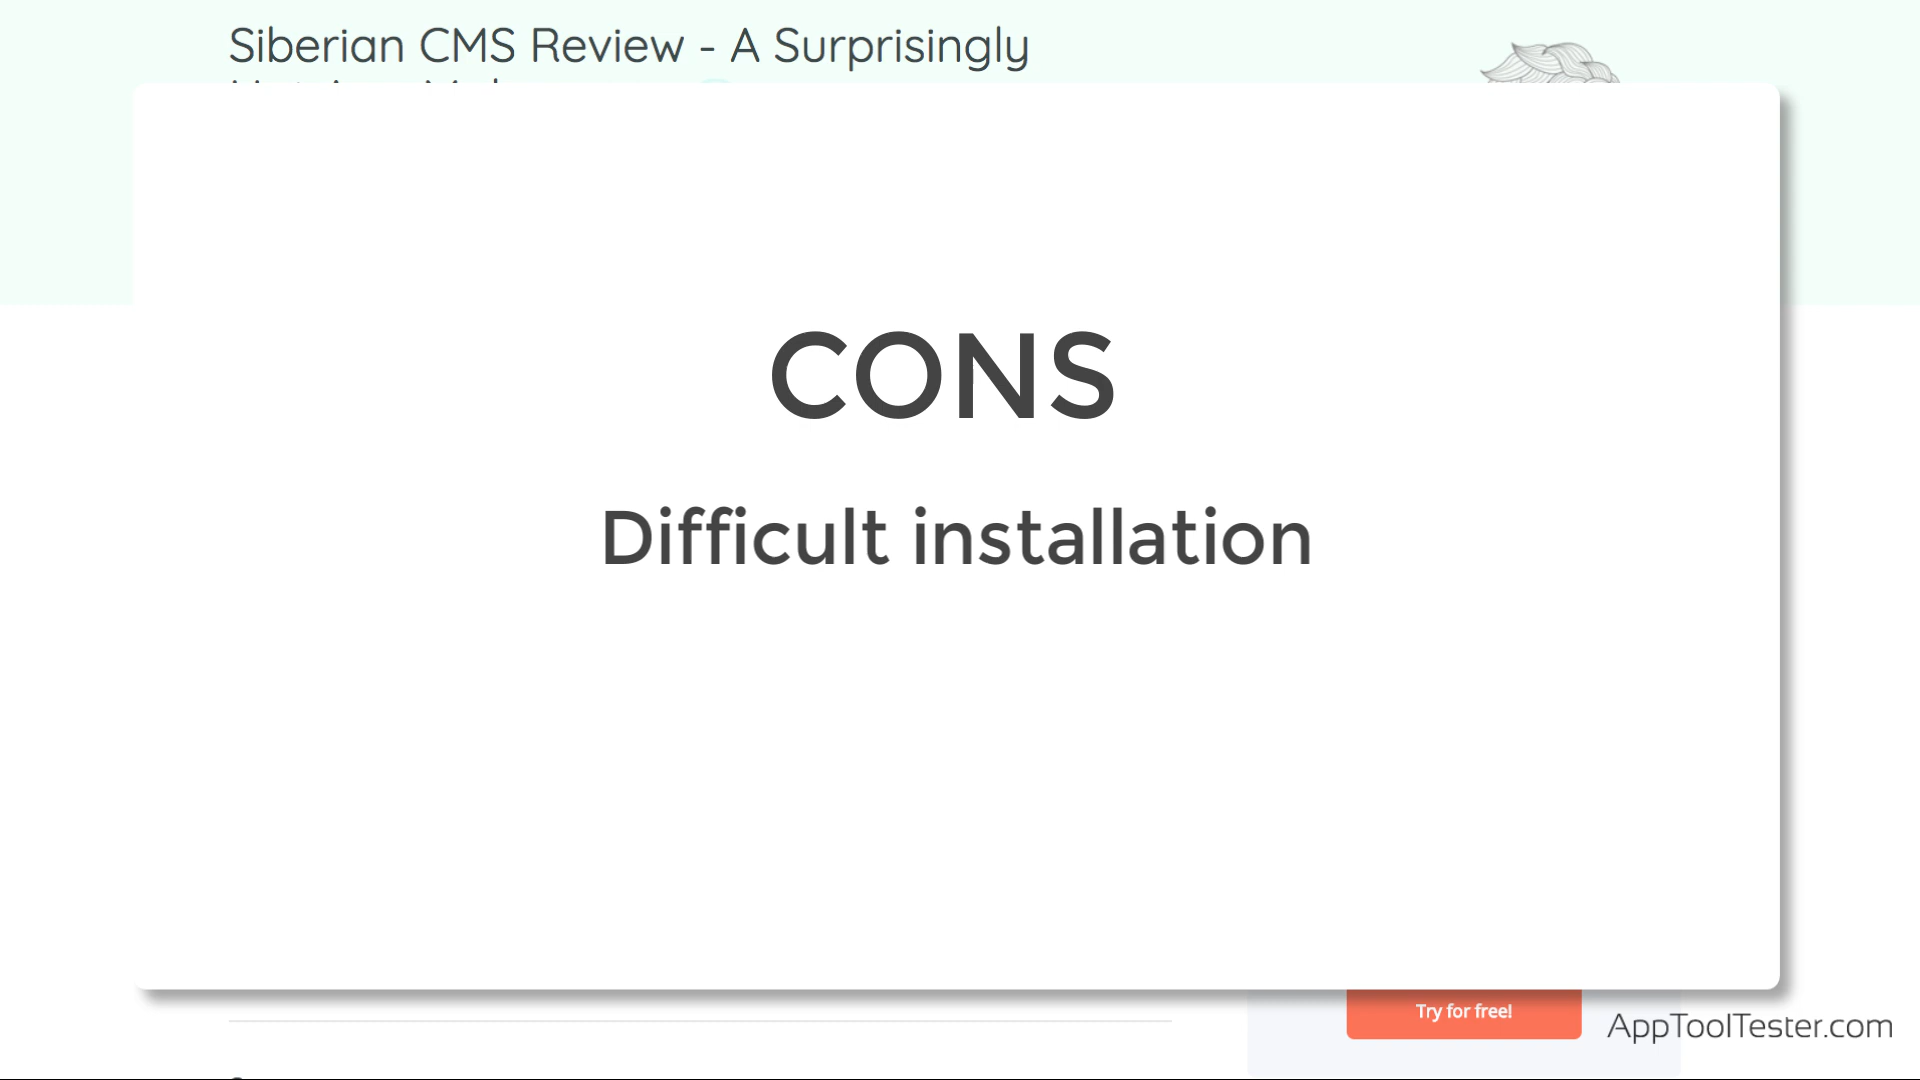 Siberian CMS Review - A Surprisingly
CONS
Difficult installation
Try for free!
AppToolTester.com